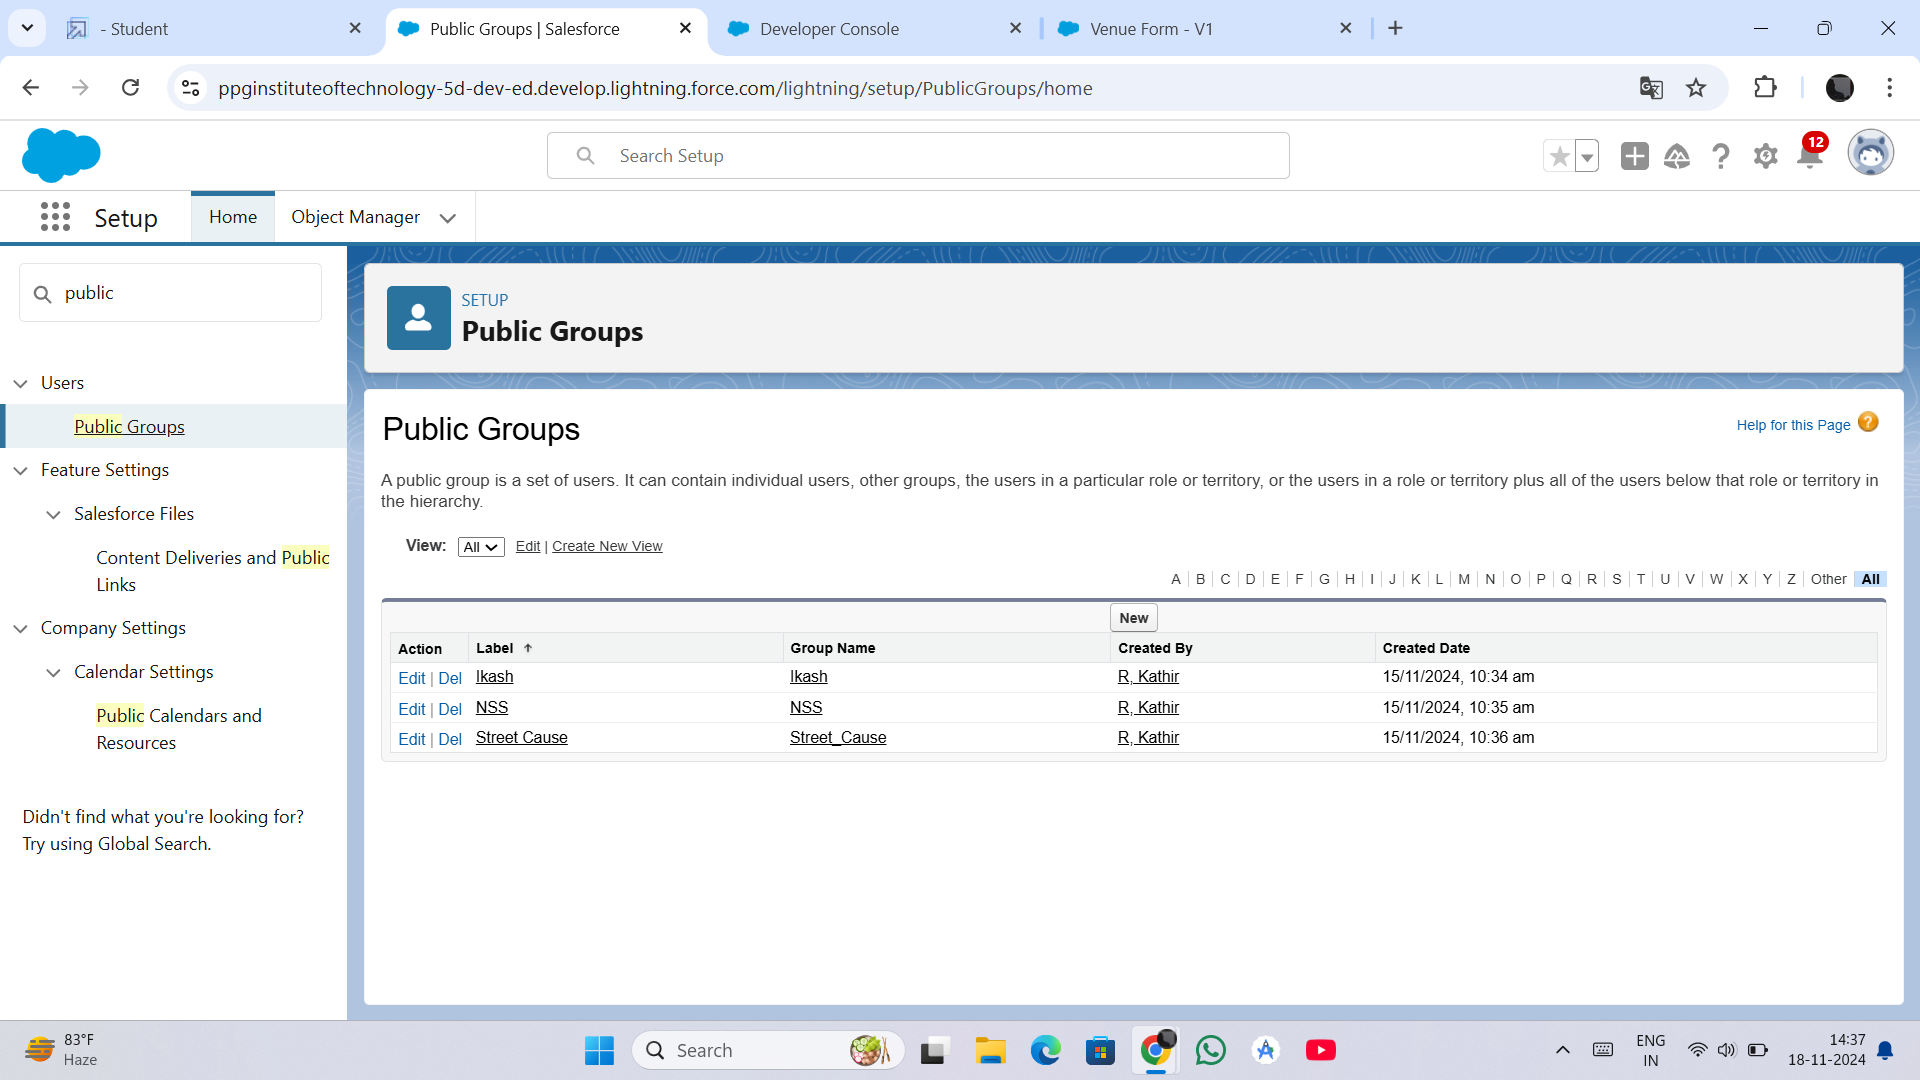 - Student
Public Groups | Salesforce
Developer Console
Venue Form - V1
ppginstituteoftechnology-5d-dev-ed.develop.lightning.force.com/lightning/setup/PublicGroups/home
Search Setup
12
Setup
Home
Object Manager
public
Users
Public Groups
Feature Settings
Salesforce Files
Content Deliveries and Public
Links
Company Settings
Calendar Settings
Public Calendars and
Resources
Didn't find what you're looking for?
Try using Global Search.
SETUP
Public Groups
Public Groups
Help for this Page
A public group is a set of users. It can contain individual users, other groups, the users in a particular role or territory, or the users in a role or territory plus all of the users below that role or territory in
the hierarchy.
View: All Edit | Create New View
A | B | C | D | E | F | G | H | I | J | K | L | M | N | O | P | Q | R | S | T | U | V | W | X | Y | Z | Other All
New
Action Label Group Name Created By Created Date
Edit | Del Ikash Ikash R, Kathir 15/11/2024, 10:34 am
Edit | Del NSS NSS R, Kathir 15/11/2024, 10:35 am
Edit | Del Street Cause Street_Cause R, Kathir 15/11/2024, 10:36 am
83°F
Haze
Search
ENG
IN
14:37
18-11-2024